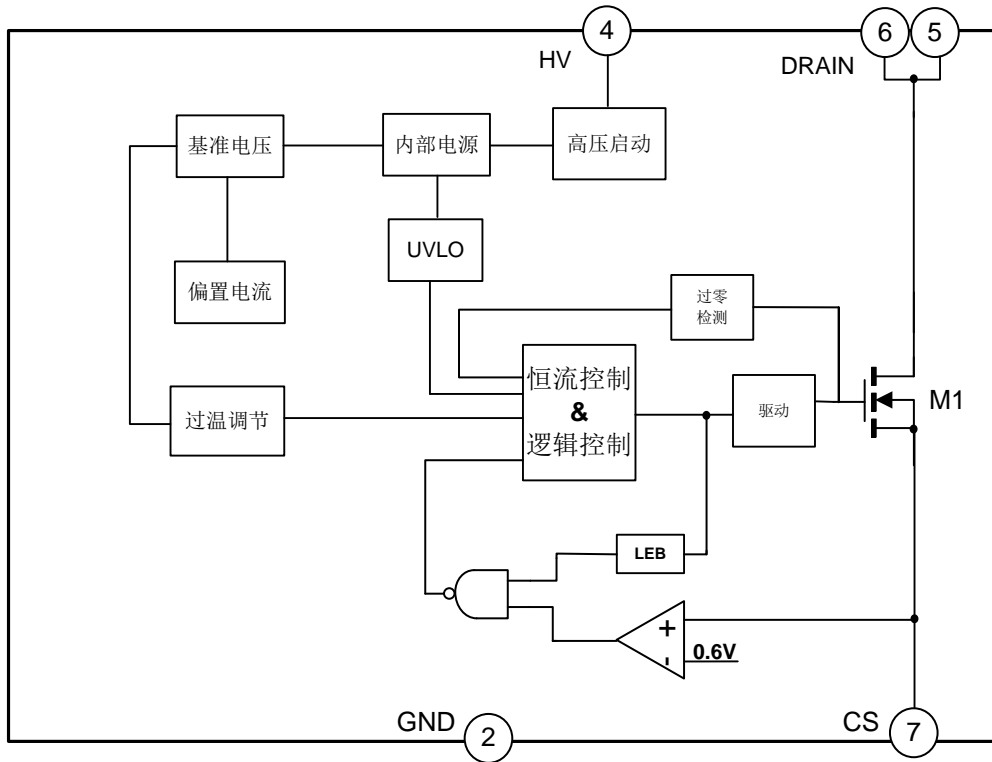 4
6
5
HV
DRAIN
基准电压
内部电源
高压启动
UVLO
偏置电流
过零
检测
恒流控制
&
逻辑控制
过温调节
驱动
M1
LEB
+
-
0.6V
GND
2
CS
7